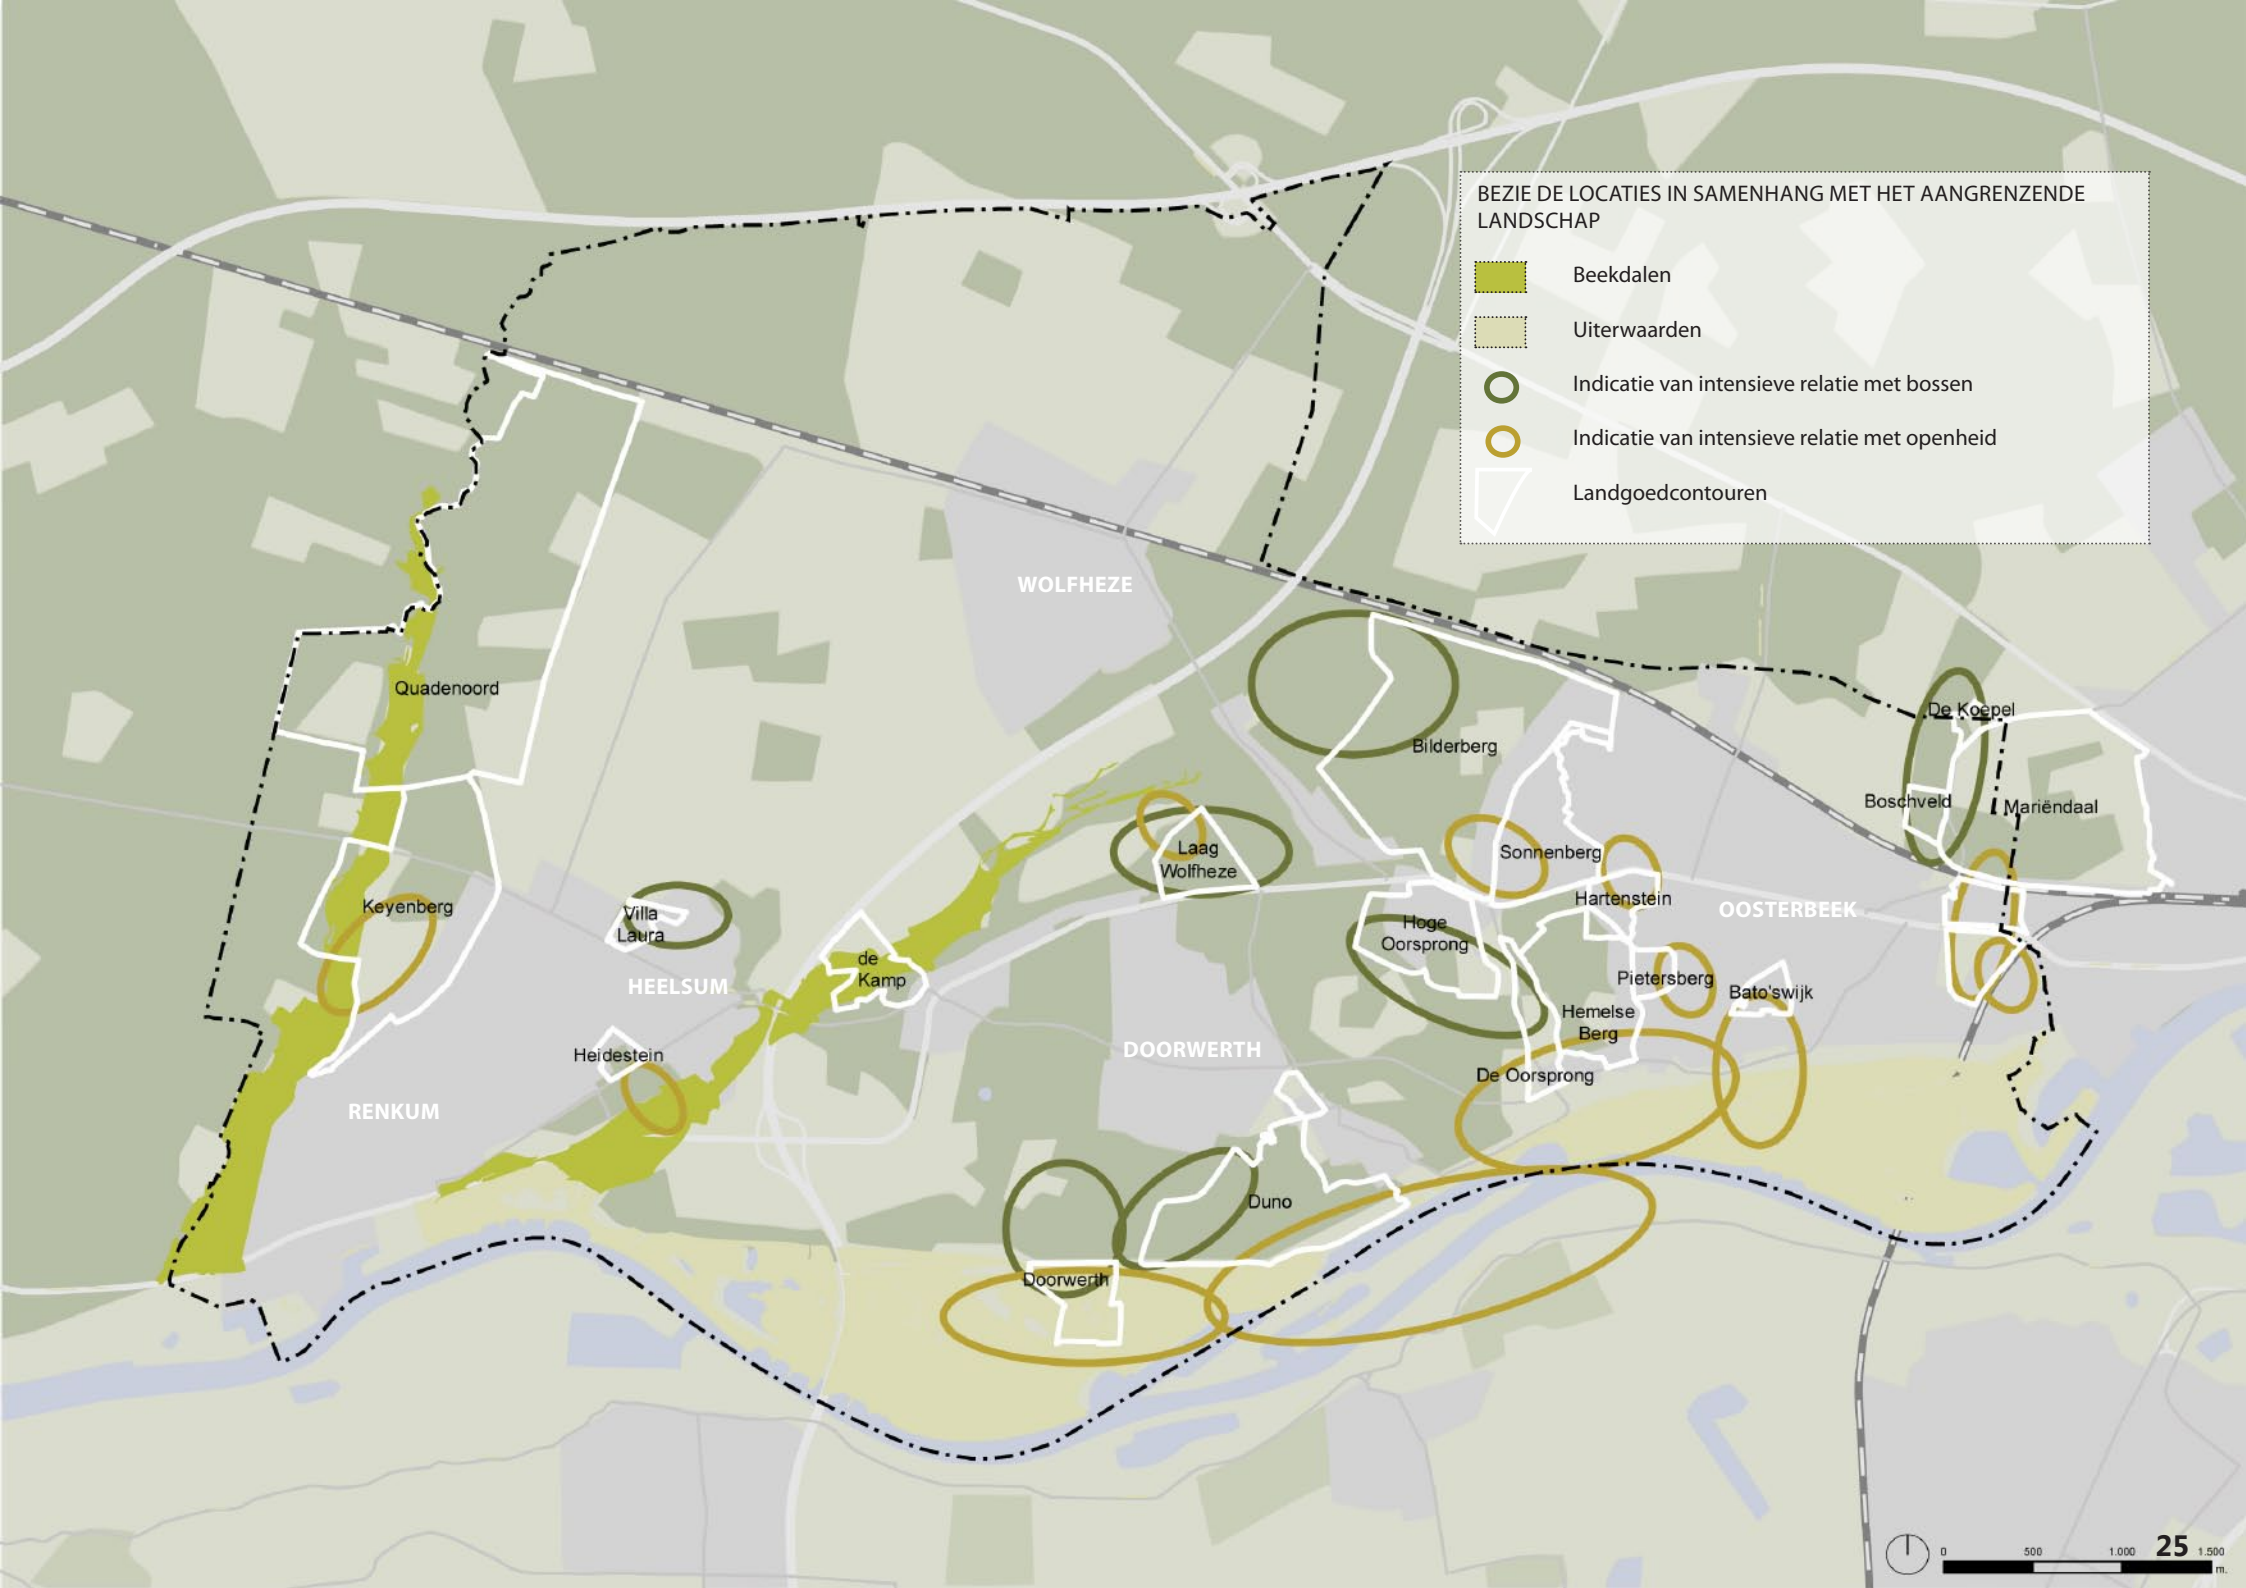 BEZIE DE LOCATIES IN SAMENHANG MET HET AANGRENZENDE
LANDSCHAP
Beekdalen
Uiterwaarden
Indicatie van intensieve relatie met bossen
Indicatie van intensieve relatie met openheid
Landgoedcontouren
WOLFHEZE
Quadenoord
De Koepel
Bilderberg
Boschveld
Mariëndaal
Laag
Wolfheze
Sonnenberg
Hartenstein
OOSTERBEEK
Keyenberg
Villa
Laura
Hoge
Oorsprong
de
Kamp
HEELSUM
Pietersberg
Bato'swijk
Hemelse
Berg
DOORWERTH
Heidestein
De Oorsprong
RENKUM
Duno
Doorwerth
0 500 1.000 25 1.500
m.